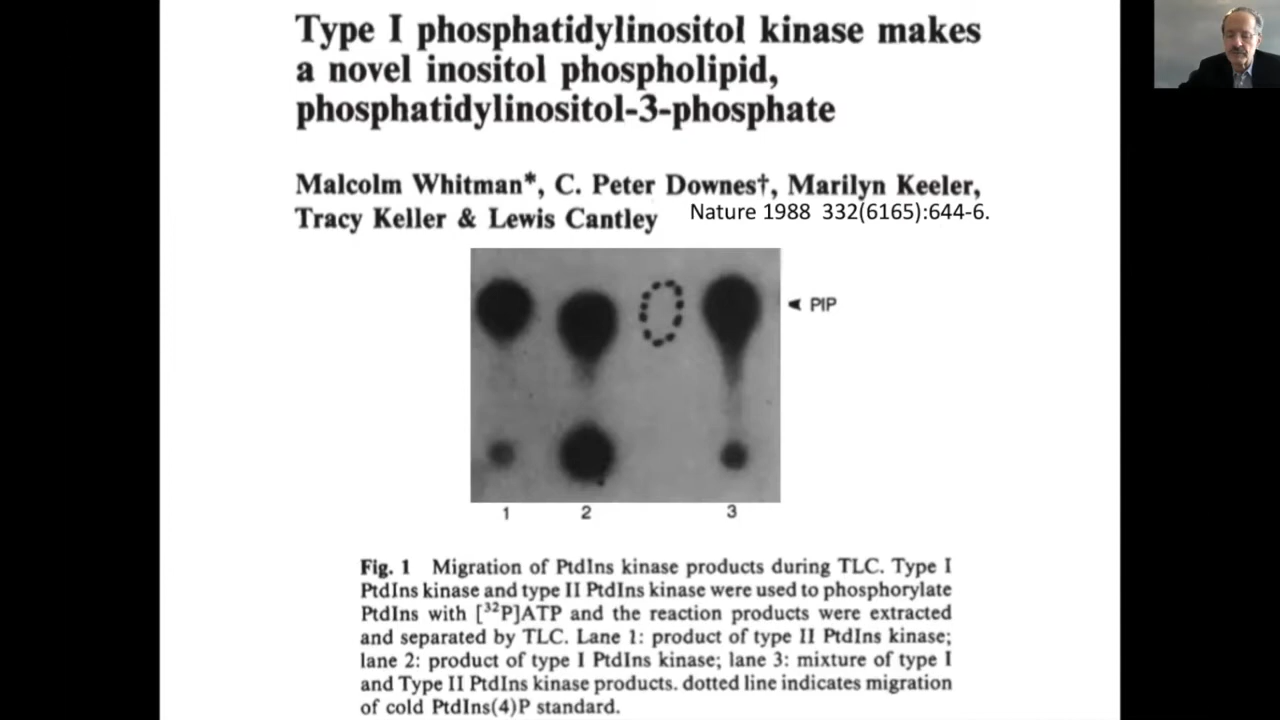 Type I phosphatidylinositol kinase makes
a novel inositol phospholipid,
phosphatidylinositol-3-phosphate
Malcolm Whitman*, C. Peter Downes†, Marilyn Keeler,
Tracy Keller & Lewis Cantley
Nature 1988 332(6165):644-6.
◄ PIP
1 2 3
Fig. 1 Migration of PtdIns kinase products during TLC. Type I
PtdIns kinase and type II PtdIns kinase were used to phosphorylate
PtdIns with [³²P]ATP and the reaction products were extracted
and separated by TLC. Lane 1: product of type II PtdIns kinase;
lane 2: product of type I PtdIns kinase; lane 3: mixture of type I
and Type II PtdIns kinase products. dotted line indicates migration
of cold PtdIns(4)P standard.